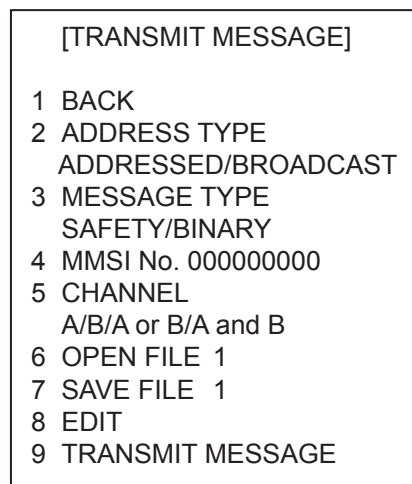 [TRANSMIT MESSAGE]
1 BACK
2 ADDRESS TYPE
ADDRESSED/BROADCAST
3 MESSAGE TYPE
SAFETY/BINARY
4 MMSI No. 000000000
5 CHANNEL
A/B/A or B/A and B
6 OPEN FILE 1
7 SAVE FILE 1
8 EDIT
9 TRANSMIT MESSAGE